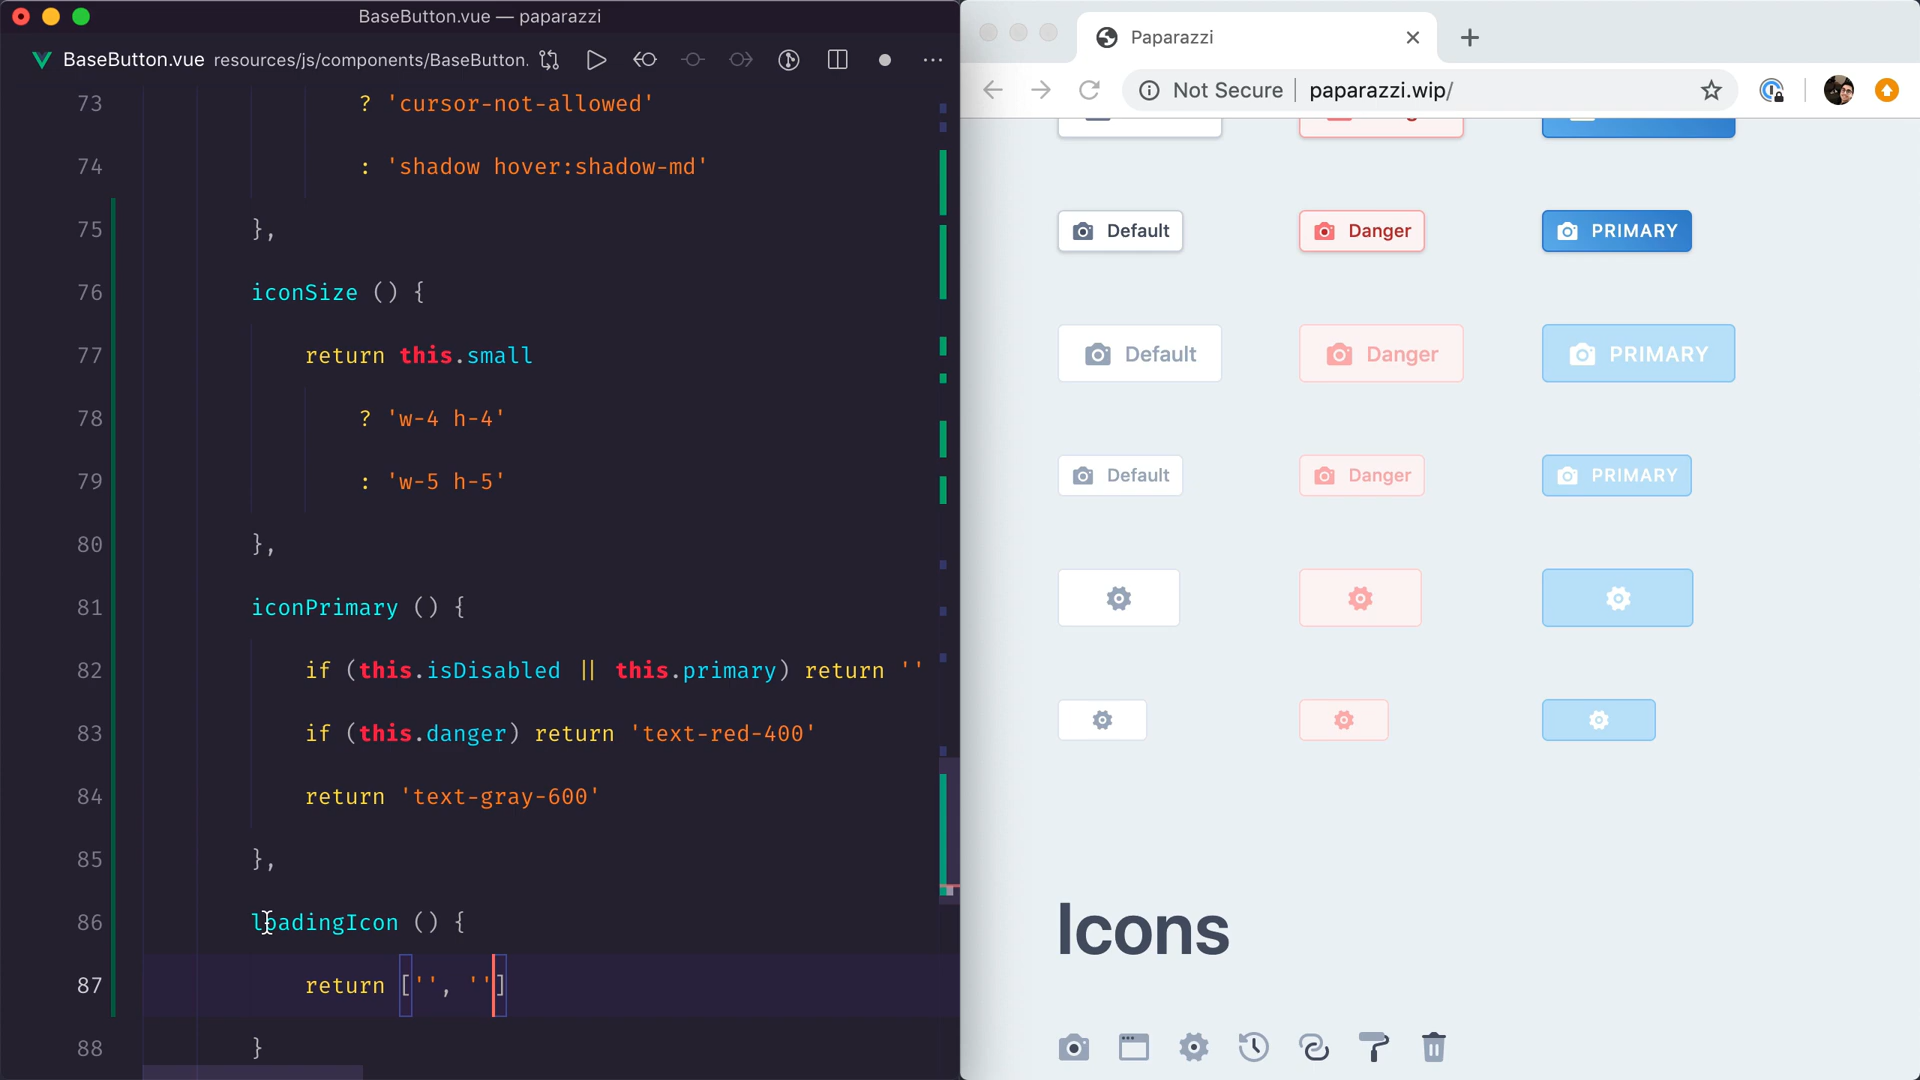 BaseButton.vue — paparazzi
BaseButton.vue resources/js/components/BaseButton.
73 ? 'cursor-not-allowed'
74 : 'shadow hover:shadow-md'
75 },
76 iconSize () {
77 return this.small
78 ? 'w-4 h-4'
79 : 'w-5 h-5'
80 },
81 iconPrimary () {
82 if (this.isDisabled || this.primary) return ''
83 if (this.danger) return 'text-red-400'
84 return 'text-gray-600'
85 },
86 loadingIcon () {
87 return ['', '']
88 }
Paparazzi
Not Secure paparazzi.wip/
Default Danger PRIMARY
Default Danger PRIMARY
Default Danger PRIMARY
Icons